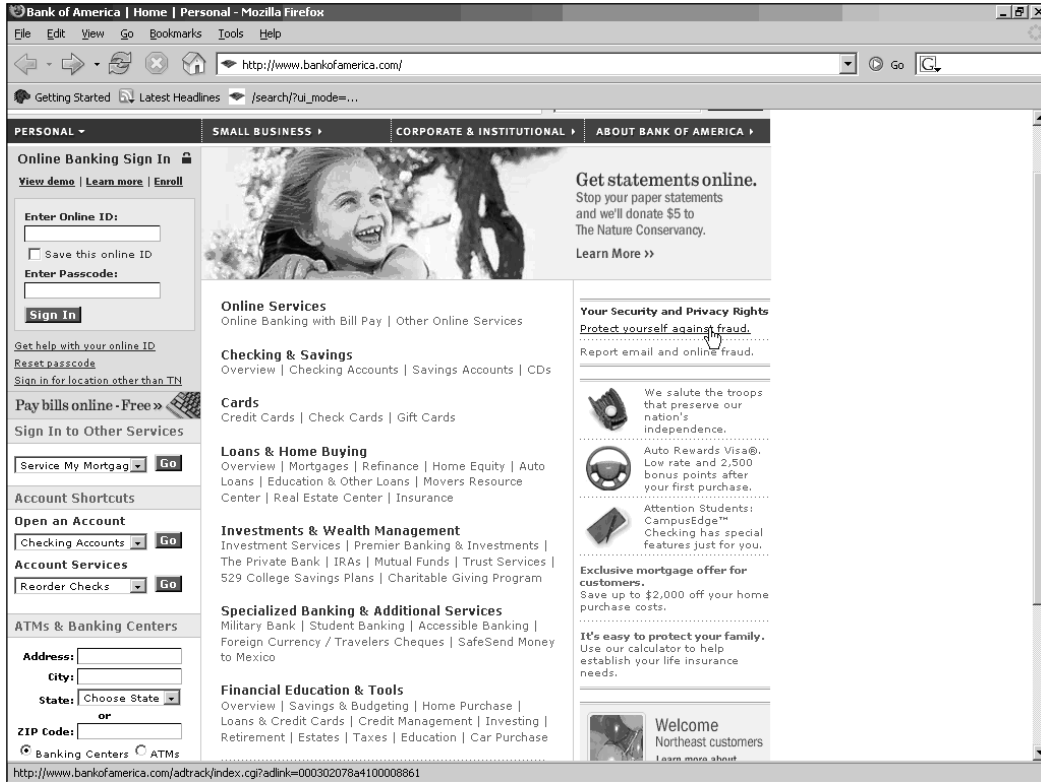 Bank of America | Home | Personal - Mozilla Firefox
File Edit View Go Bookmarks Tools Help
http://www.bankofamerica.com/
Go
G
Getting Started
Latest Headlines
/search/?ui_mode=...
PERSONAL
SMALL BUSINESS
CORPORATE & INSTITUTIONAL
ABOUT BANK OF AMERICA
Online Banking Sign In
View demo | Learn more | Enroll
Enter Online ID:
Save this online ID
Enter Passcode:
Sign In
Get help with your online ID
Reset passcode
Sign in for location other than TN
Pay bills online - Free »
Sign In to Other Services
Service My Mortgag
Go
Account Shortcuts
Open an Account
Checking Accounts
Go
Account Services
Reorder Checks
Go
ATMs & Banking Centers
Address:
City:
State: Choose State
or
ZIP Code:
Banking Centers ATMs
Get statements online.
Stop your paper statements
and we'll donate $5 to
The Nature Conservancy.
Learn More ››
Online Services
Online Banking with Bill Pay | Other Online Services
Checking & Savings
Overview | Checking Accounts | Savings Accounts | CDs
Cards
Credit Cards | Check Cards | Gift Cards
Loans & Home Buying
Overview | Mortgages | Refinance | Home Equity | Auto
Loans | Education & Other Loans | Movers Resource
Center | Real Estate Center | Insurance
Investments & Wealth Management
Investment Services | Premier Banking & Investments |
The Private Bank | IRAs | Mutual Funds | Trust Services |
529 College Savings Plans | Charitable Giving Program
Specialized Banking & Additional Services
Military Bank | Student Banking | Accessible Banking |
Foreign Currency / Travelers Cheques | SafeSend Money
to Mexico
Financial Education & Tools
Overview | Savings & Budgeting | Home Purchase |
Loans & Credit Cards | Credit Management | Investing |
Retirement | Estates | Taxes | Education | Car Purchase
Your Security and Privacy Rights
Protect yourself against fraud.
Report email and online fraud.
We salute the troops
that preserve our
nation's
independence.
Auto Rewards Visa®.
Low rate and 2,500
bonus points after
your first purchase.
Attention Students:
CampusEdge™
Checking has special
features just for you.
Exclusive mortgage offer for
customers.
Save up to $2,000 off your home
purchase costs.
It's easy to protect your family.
Use our calculator to help
establish your life insurance
needs.
Welcome
Northeast customers
Learn more about
http://www.bankofamerica.com/adtrack/index.cgi?adlink=000302078a4100008861